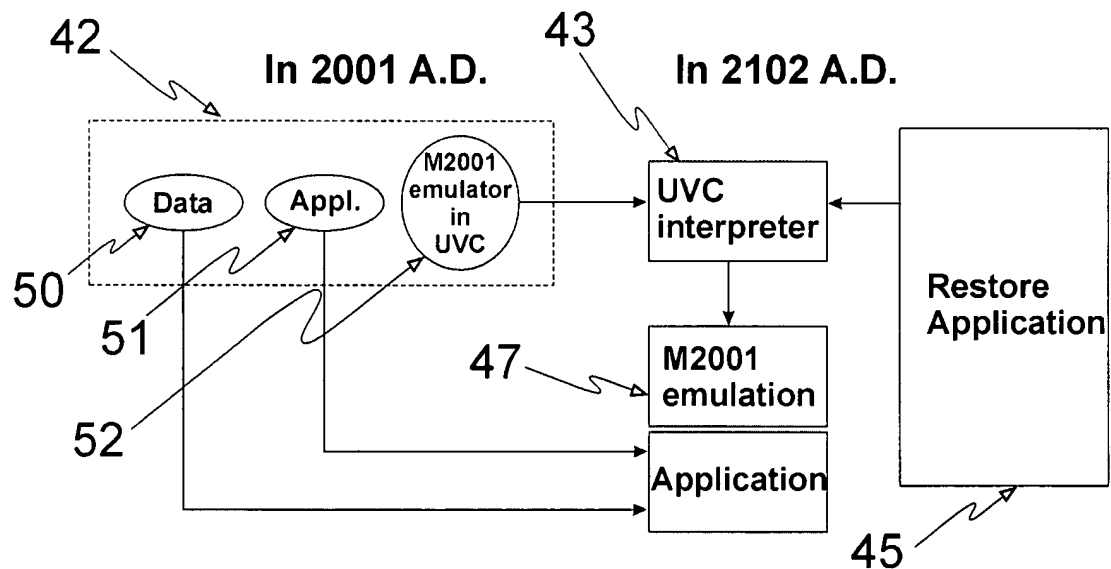 42
In 2001 A.D.
43
In 2102 A.D.
Data
Appl.
M2001
emulator
in
UVC
UVC
interpreter
Restore
Application
50
51
52
47
M2001
emulation
Application
45